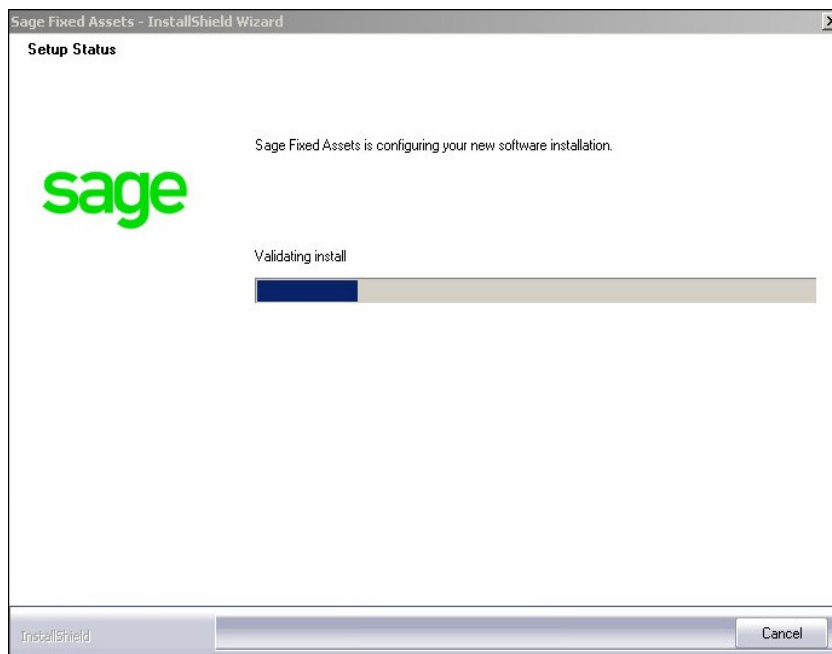 Sage Fixed Assets - InstallShield Wizard
Setup Status
Sage Fixed Assets is configuring your new software installation.
sage
Validating install
InstallShield
Cancel